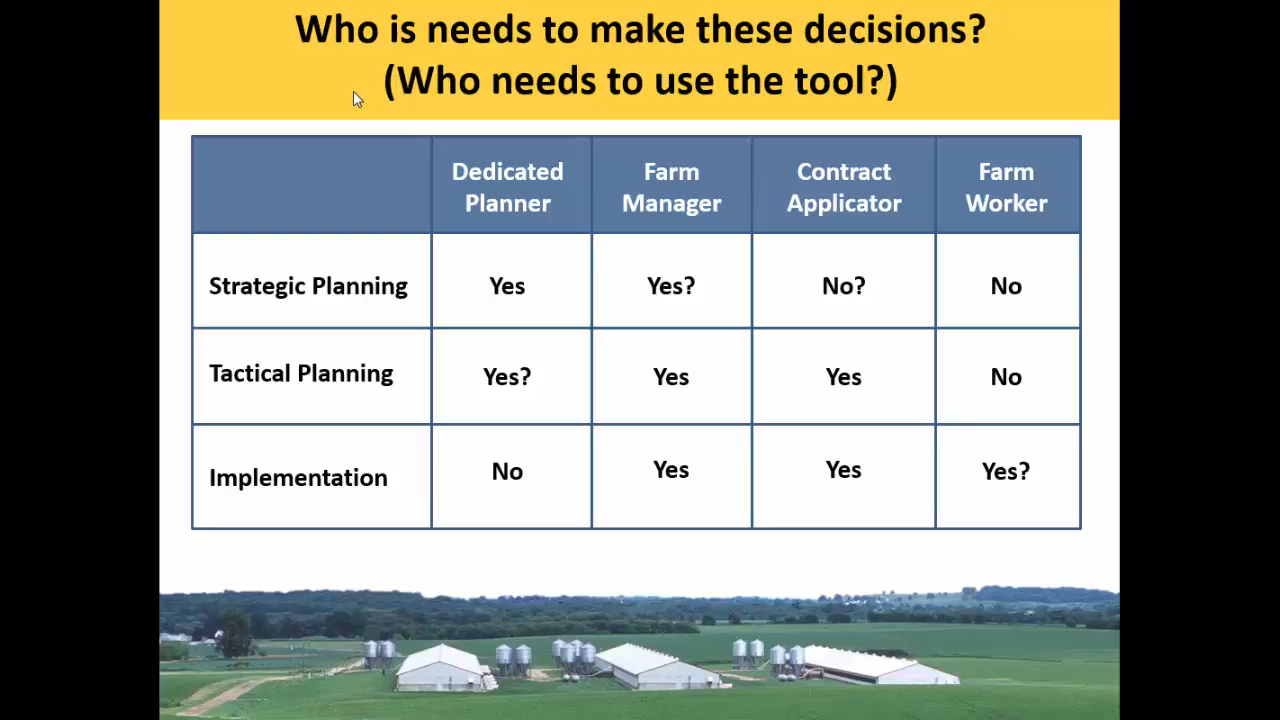 Who is needs to make these decisions?
(Who needs to use the tool?)
Dedicated Planner Farm Manager Contract Applicator Farm Worker
Strategic Planning Yes Yes? No? No
Tactical Planning Yes? Yes Yes No
Implementation No Yes Yes Yes?